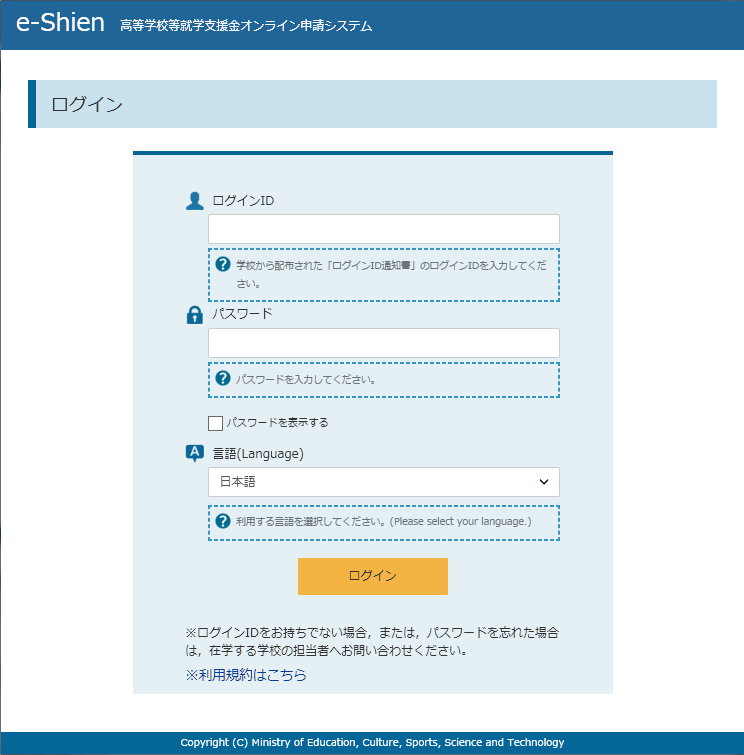 e-Shien 高等学校等就学支援金オンライン申請システム
ログイン
ログインID
学校から配布された「ログインID通知書」のログインIDを入力してくだ
さい。
パスワード
パスワードを入力してください。
パスワードを表示する
言語(Language)
日本語
利用する言語を選択してください。(Please select your language.)
ログイン
※ログインIDをお持ちでない場合，または，パスワードを忘れた場合
は，在学する学校の担当者へお問い合わせください。
※利用規約はこちら
Copyright (C) Ministry of Education, Culture, Sports, Science and Technology